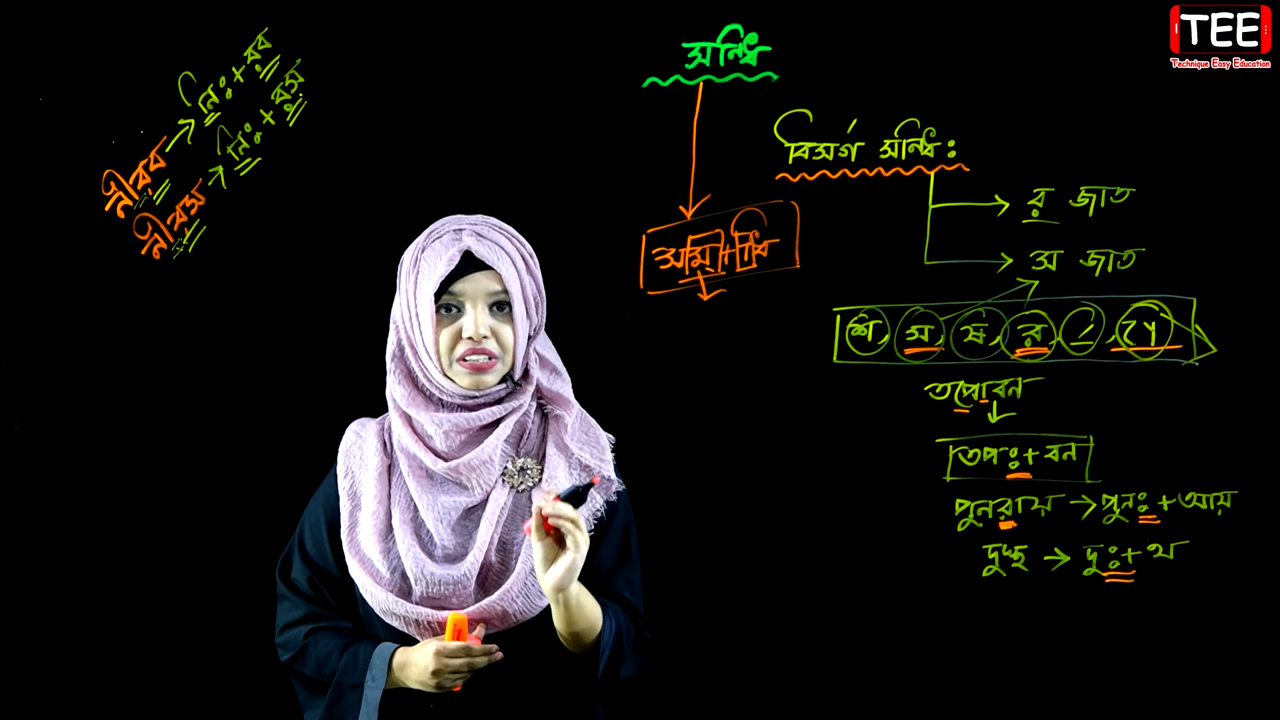 নীরব → নিঃ + রব
নীরস → নিঃ + রস
সন্ধি
সম্ + ধি
বিসর্গ সন্ধি:
র জাত
স জাত
শ, স, ষ, র, র্, ো
তপোবন
তপঃ + বন
পুনরায় → পুনঃ + আয়
দুস্থ → দুঃ + থ
TEE
Technique Easy Education